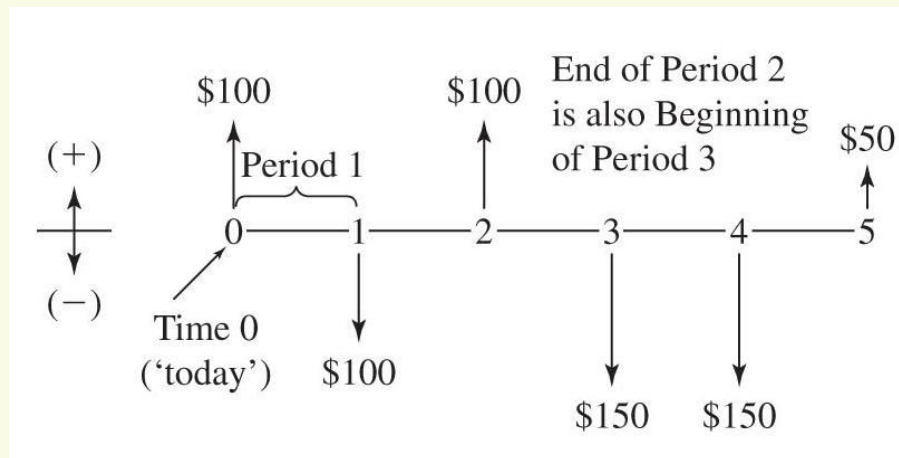 $100
$100
End of Period 2
is also Beginning
of Period 3
$50
(+)
Period 1
0
1
2
3
4
5
(−)
Time 0
(‘today’)
$100
$150
$150